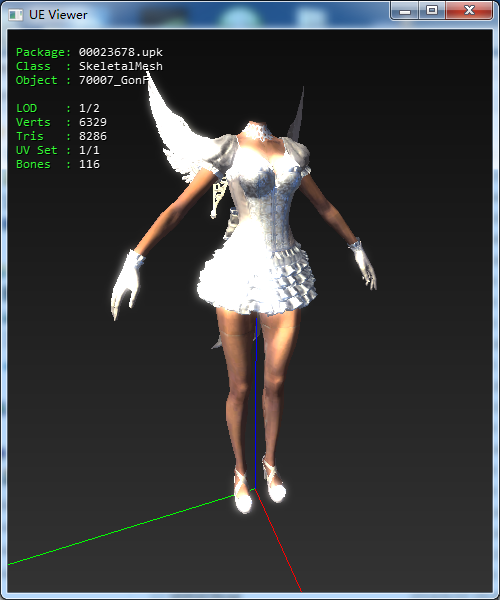 UE Viewer
Package: 00023678.upk
Class : SkeletalMesh
Object : 70007_GonF
LOD : 1/2
Verts : 6329
Tris : 8286
UV Set : 1/1
Bones : 116